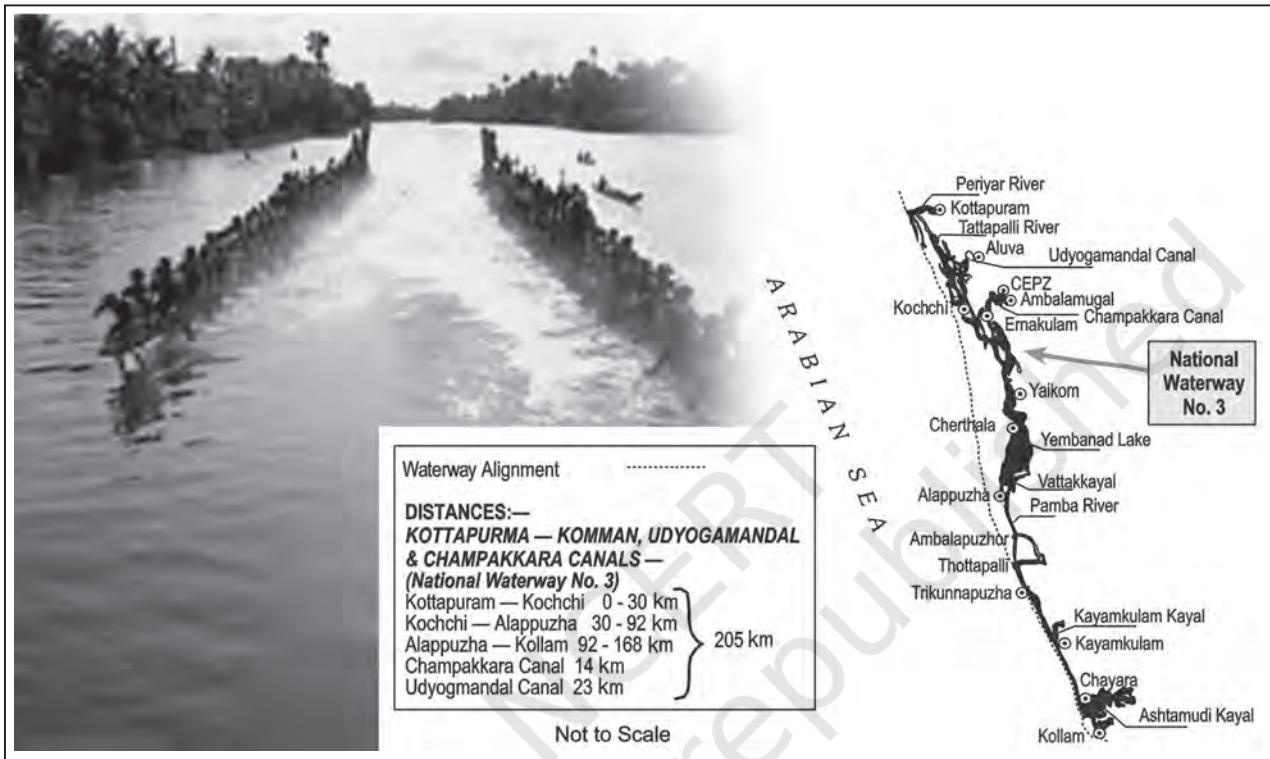 Periyar River
Kottapuram
Tattapalli River
Aluva
Udyogamandal Canal
CEPZ
Ambalamugal
Kochchi
Champakkara Canal
Ernakulam
National
Waterway
No. 3
ARABIAN SEA
Yaikom
Cherthala
Yembanad Lake
Vattakkayal
Alappuzha
Pamba River
Ambalapuzhor
Thottapalli
Trikunnapuzha
Kayamkulam Kayal
Kayamkulam
Chayara
Ashtamudi Kayal
Kollam
Waterway Alignment
DISTANCES:—
KOTTAPURMA — KOMMAN, UDYOGAMANDAL
& CHAMPAKKARA CANALS —
(National Waterway No. 3)
Kottapuram — Kochchi 0 - 30 km
Kochchi — Alappuzha 30 - 92 km
Alappuzha — Kollam 92 - 168 km
Champakkara Canal 14 km
Udyogmandal Canal 23 km
205 km
Not to Scale
NCERT
republished